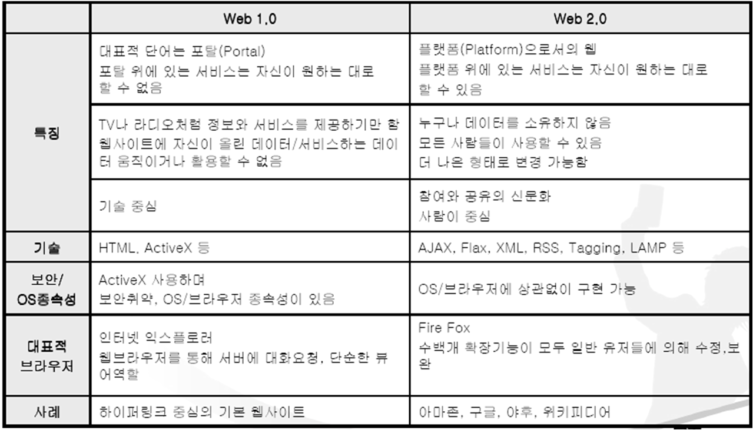 Web 1.0
Web 2.0
특징
대표적 단어는 포탈(Portal)
포탈 위에 있는 서비스는 자신이 원하는 대로
할 수 없음
플랫폼(Platform)으로서의 웹
플랫폼 위에 있는 서비스는 자신이 원하는 대로
할 수 있음
TV나 라디오처럼 정보와 서비스를 제공하기만 함
웹사이트에 자신이 올린 데이터/서비스하는 데이
터 움직이거나 활용할 수 없음
누구나 데이터를 소유하지 않음
모든 사람들이 사용할 수 있음
더 나은 형태로 변경 가능함
기술 중심
참여와 공유의 신문화
사람이 중심
기술
HTML, ActiveX 등
AJAX, Flax, XML, RSS, Tagging, LAMP 등
보안/
OS종속성
ActiveX 사용하며
보안취약, OS/브라우저 종속성이 있음
OS/브라우저에 상관없이 구현 가능
대표적
브라우저
인터넷 익스플로러
웹브라우저를 통해 서버에 대화요청, 단순한 뷰
어역할
Fire Fox
수백개 확장기능이 모두 일반 유저들에 의해 수정,보
완
사례
하이퍼링크 중심의 기본 웹사이트
아마존, 구글, 야후, 위키피디어